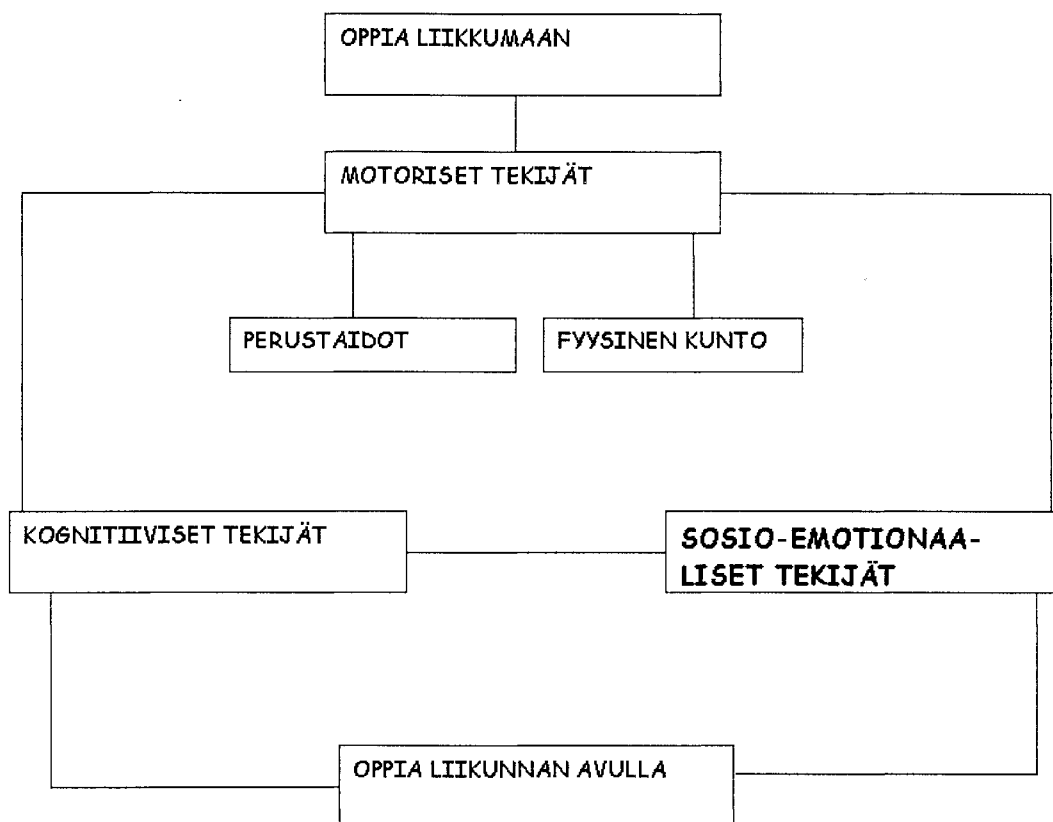 OPPIA LIIKKUMAAN
MOTORISET TEKIJÄT
PERUSTAIDOT
FYYSINEN KUNTO
KOGNITIIVISET TEKIJÄT
SOSIO-EMOTIONAA-
LISET TEKIJÄT
OPPIA LIIKUNNAN AVULLA